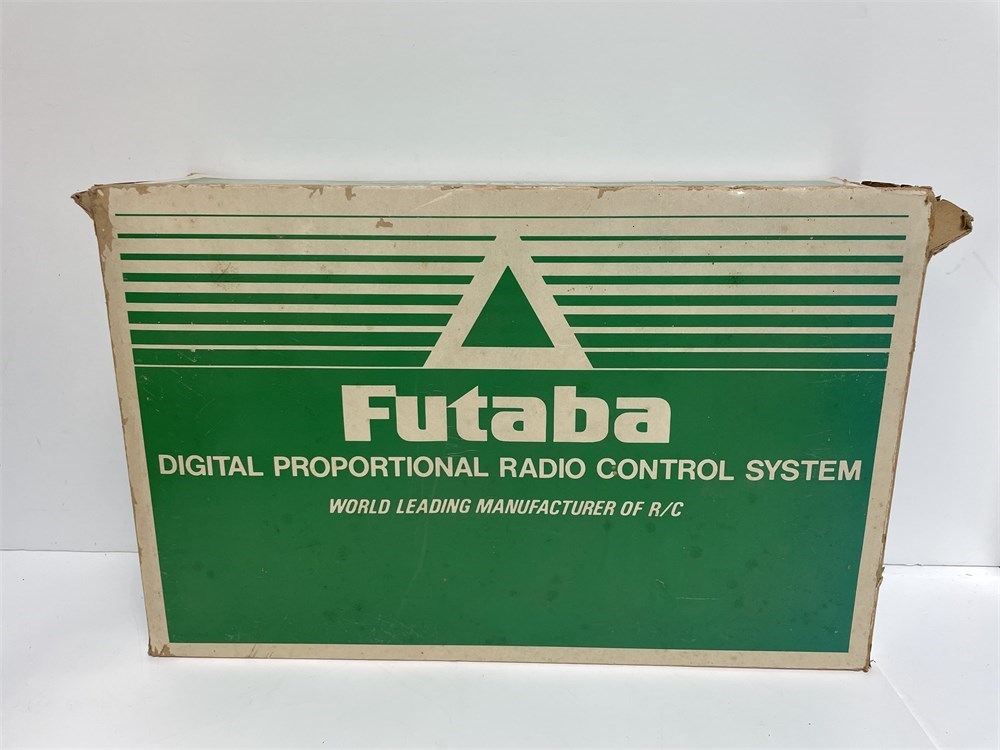 Futaba
DIGITAL PROPORTIONAL RADIO CONTROL SYSTEM
WORLD LEADING MANUFACTURER OF R/C